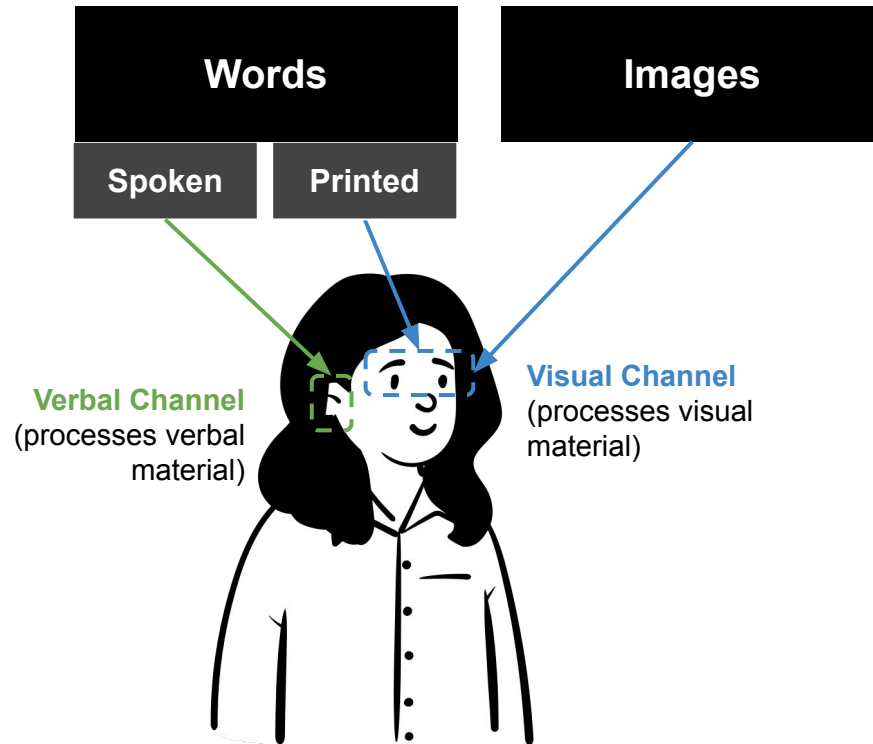 Words
Images
Spoken
Printed
Verbal Channel
(processes verbal
material)
Visual Channel
(processes visual
material)